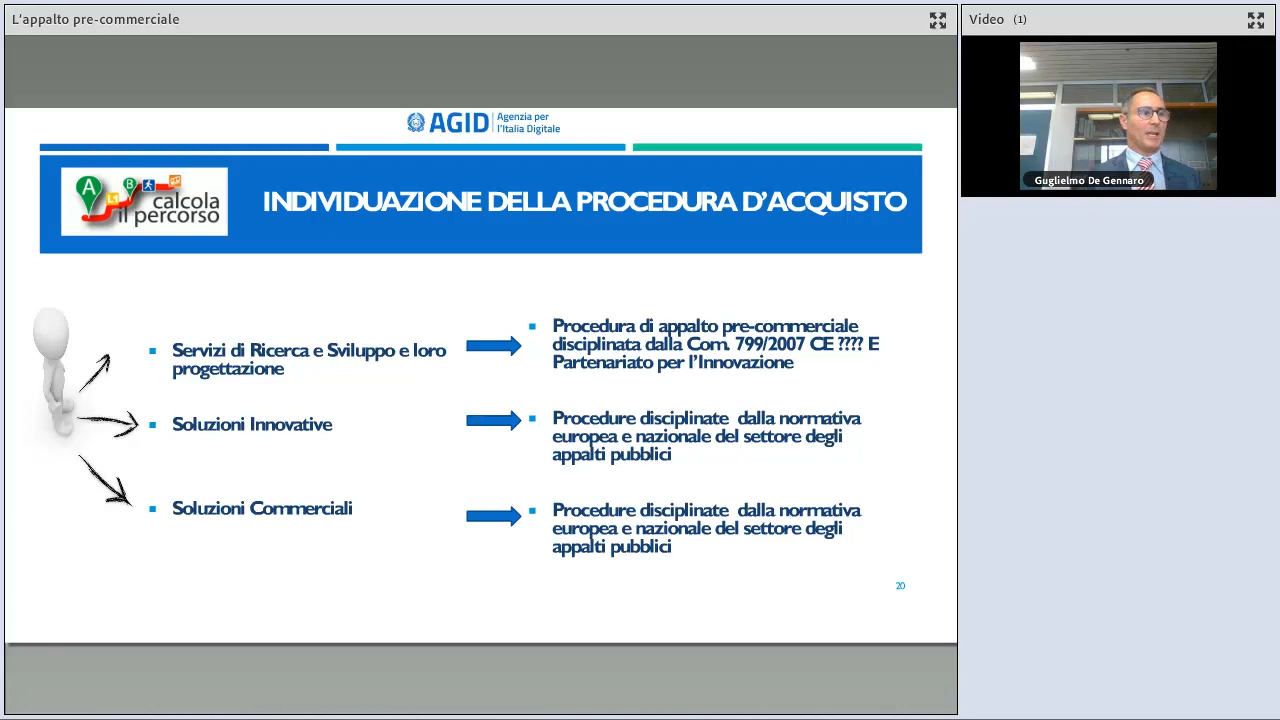 L'appalto pre-commerciale
Video (1)
AGID Agenzia per
l'Italia Digitale
A
L1
B
calcola
il percorso
INDIVIDUAZIONE DELLA PROCEDURA D'ACQUISTO
Guglielmo De Gennaro
Servizi di Ricerca e Sviluppo e loro
progettazione
Procedura di appalto pre-commerciale
disciplinata dalla Com. 799/2007 CE ???? E
Partenariato per l'Innovazione
Soluzioni Innovative
Procedure disciplinate dalla normativa
europea e nazionale del settore degli
appalti pubblici
Soluzioni Commerciali
Procedure disciplinate dalla normativa
europea e nazionale del settore degli
appalti pubblici
20